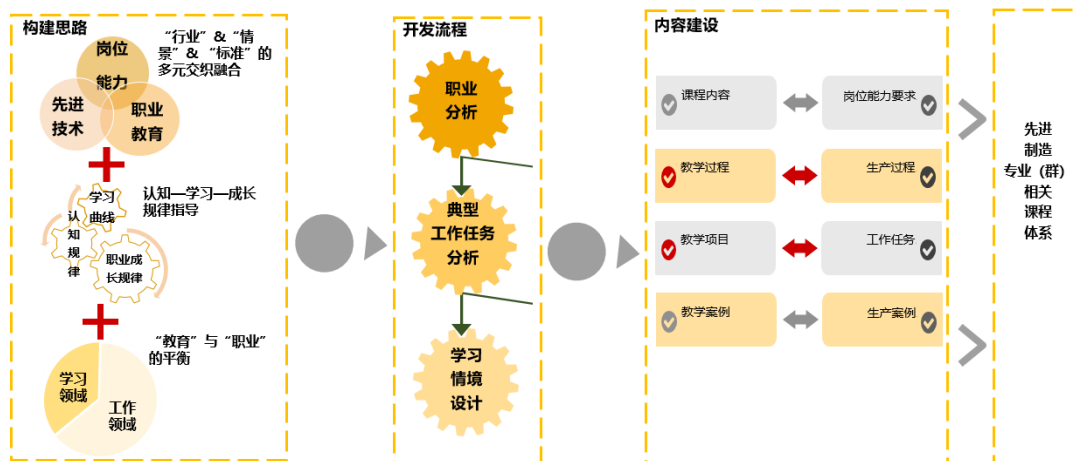 构建思路
岗位
能力
先进
技术
职业
教育
“行业”&“情
景”& “标准”的
多元交织融合
学习
曲线
认
知
规
律
职业成
长规律
认知—学习—成长
规律指导
“教育”与“职业”
的平衡
学习
领域
工作
领域
开发流程
职业
分析
典型
工作任务
分析
学习
情境
设计
内容建设
课程内容
岗位能力要求
教学过程
生产过程
教学项目
工作任务
教学案例
生产案例
先进
制造
专业（群）
相关
课程
体系